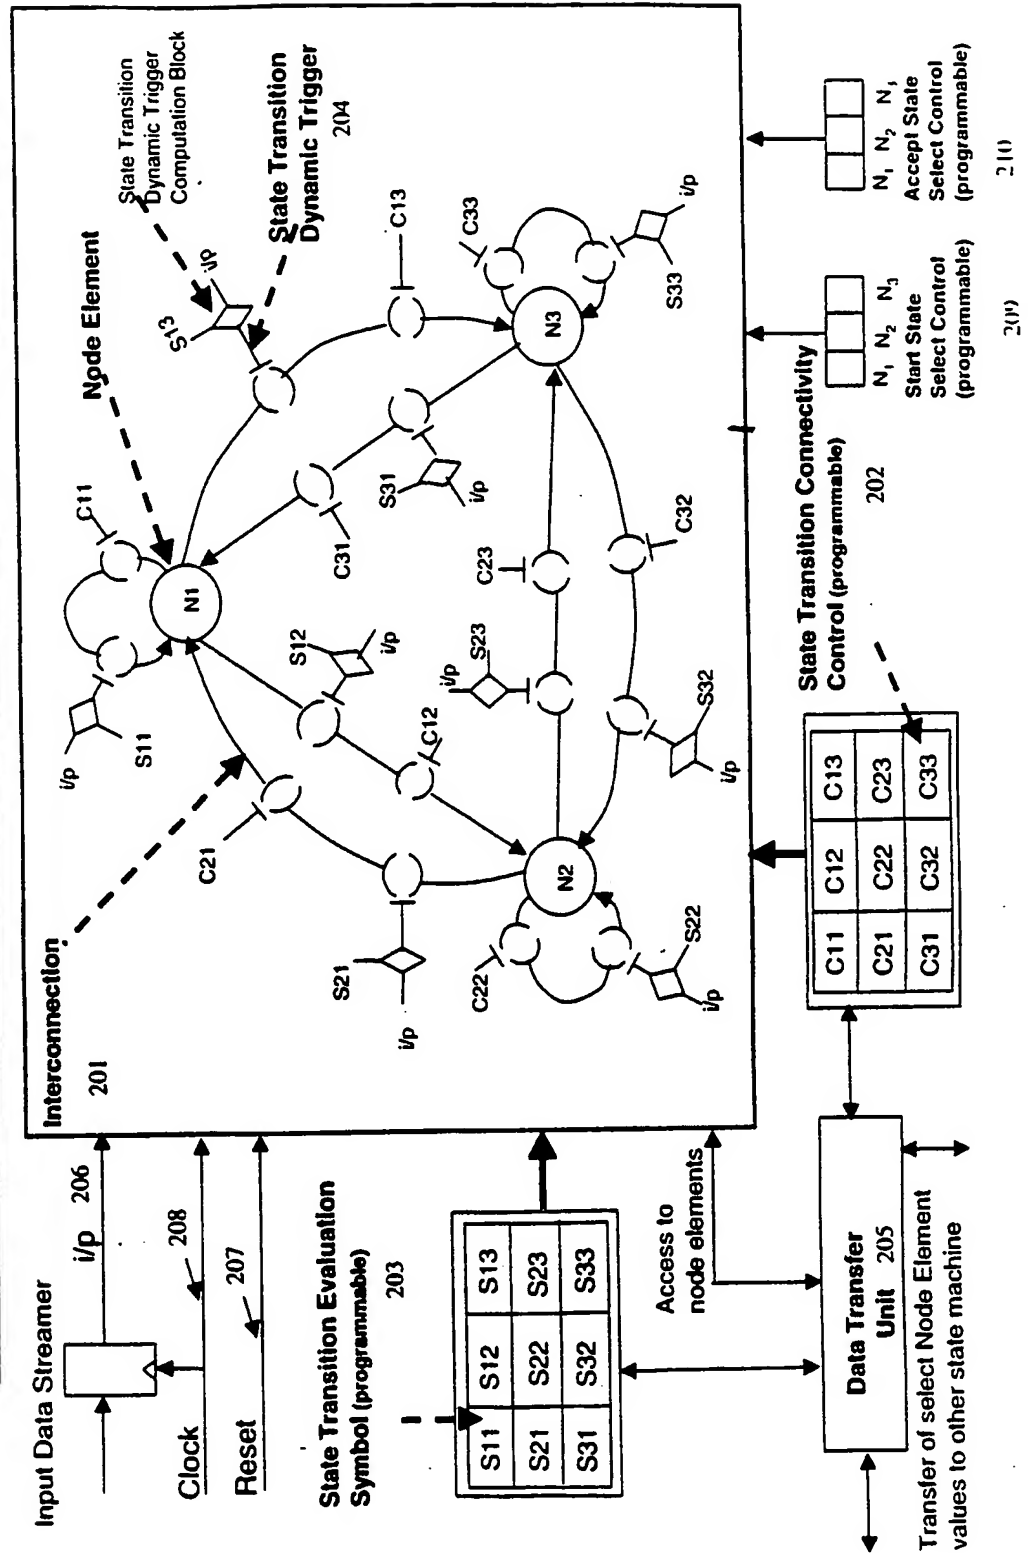 Input Data Streamer
i/p
206
Clock
208
Reset
207
State Transition Evaluation
Symbol (programmable)
203
S11 S12 S13
S21 S22 S23
S31 S32 S33
Access to
node elements
Data Transfer
Unit 205
Transfer of select Node Element
values to other state machine
Interconnection
201
Node Element
State Transition
Dynamic Trigger
Computation Block
State Transition
Dynamic Trigger
204
i/p
S11
C11
N1
C21
S21
i/p
S12
i/p
C12
C31
S31
i/p
S13
i/p
C13
C33
N3
S33
i/p
C23
i/p
S23
C32
S32
i/p
N2
C22
S22
i/p
State Transition Connectivity
Control (programmable)
202
C11 C12 C13
C21 C22 C23
C31 C32 C33
N1 N2 N3
Start State
Select Control
(programmable)
209
N1 N2
Accept State
Select Control
(programmable)
210